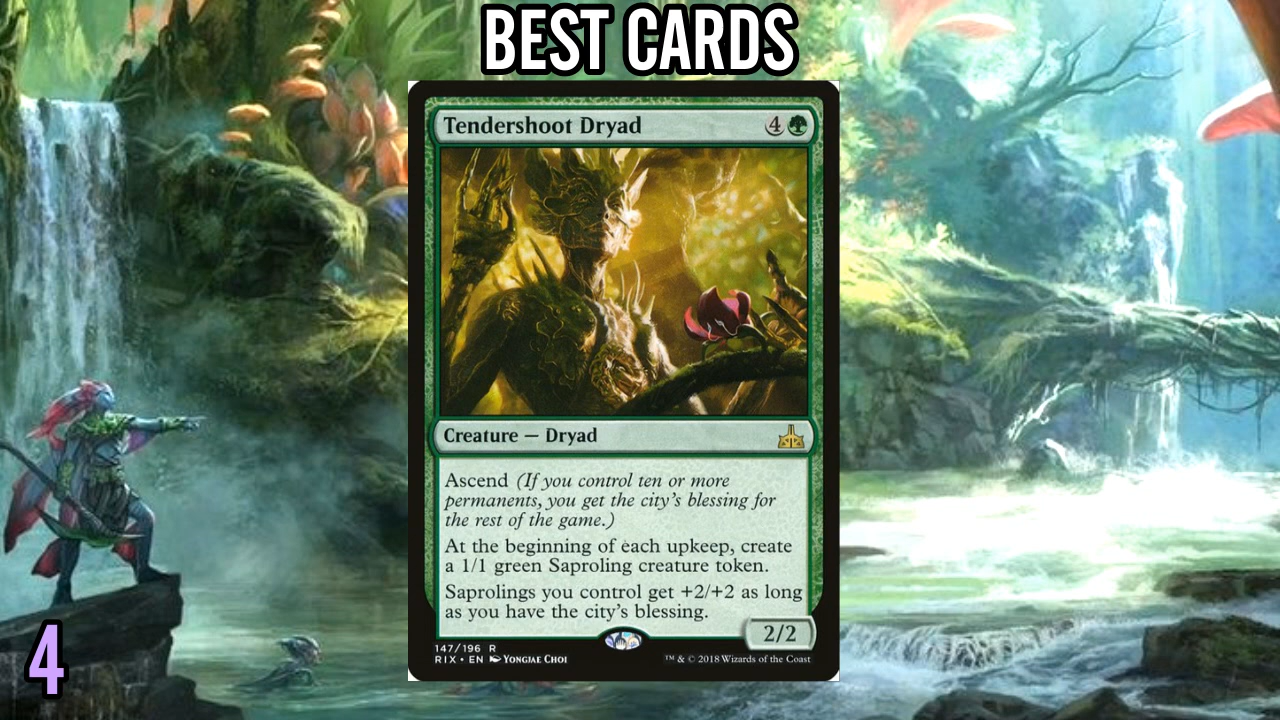 BEST CARDS
Tendershoot Dryad 4
Creature — Dryad
Ascend (If you control ten or more
permanents, you get the city's blessing for
the rest of the game.)
At the beginning of each upkeep, create
a 1/1 green Saproling creature token.
Saprolings you control get +2/+2 as long
as you have the city's blessing.
2/2
147/196 R
RIX • EN Yongjae Choi
™ & © 2018 Wizards of the Coast
4